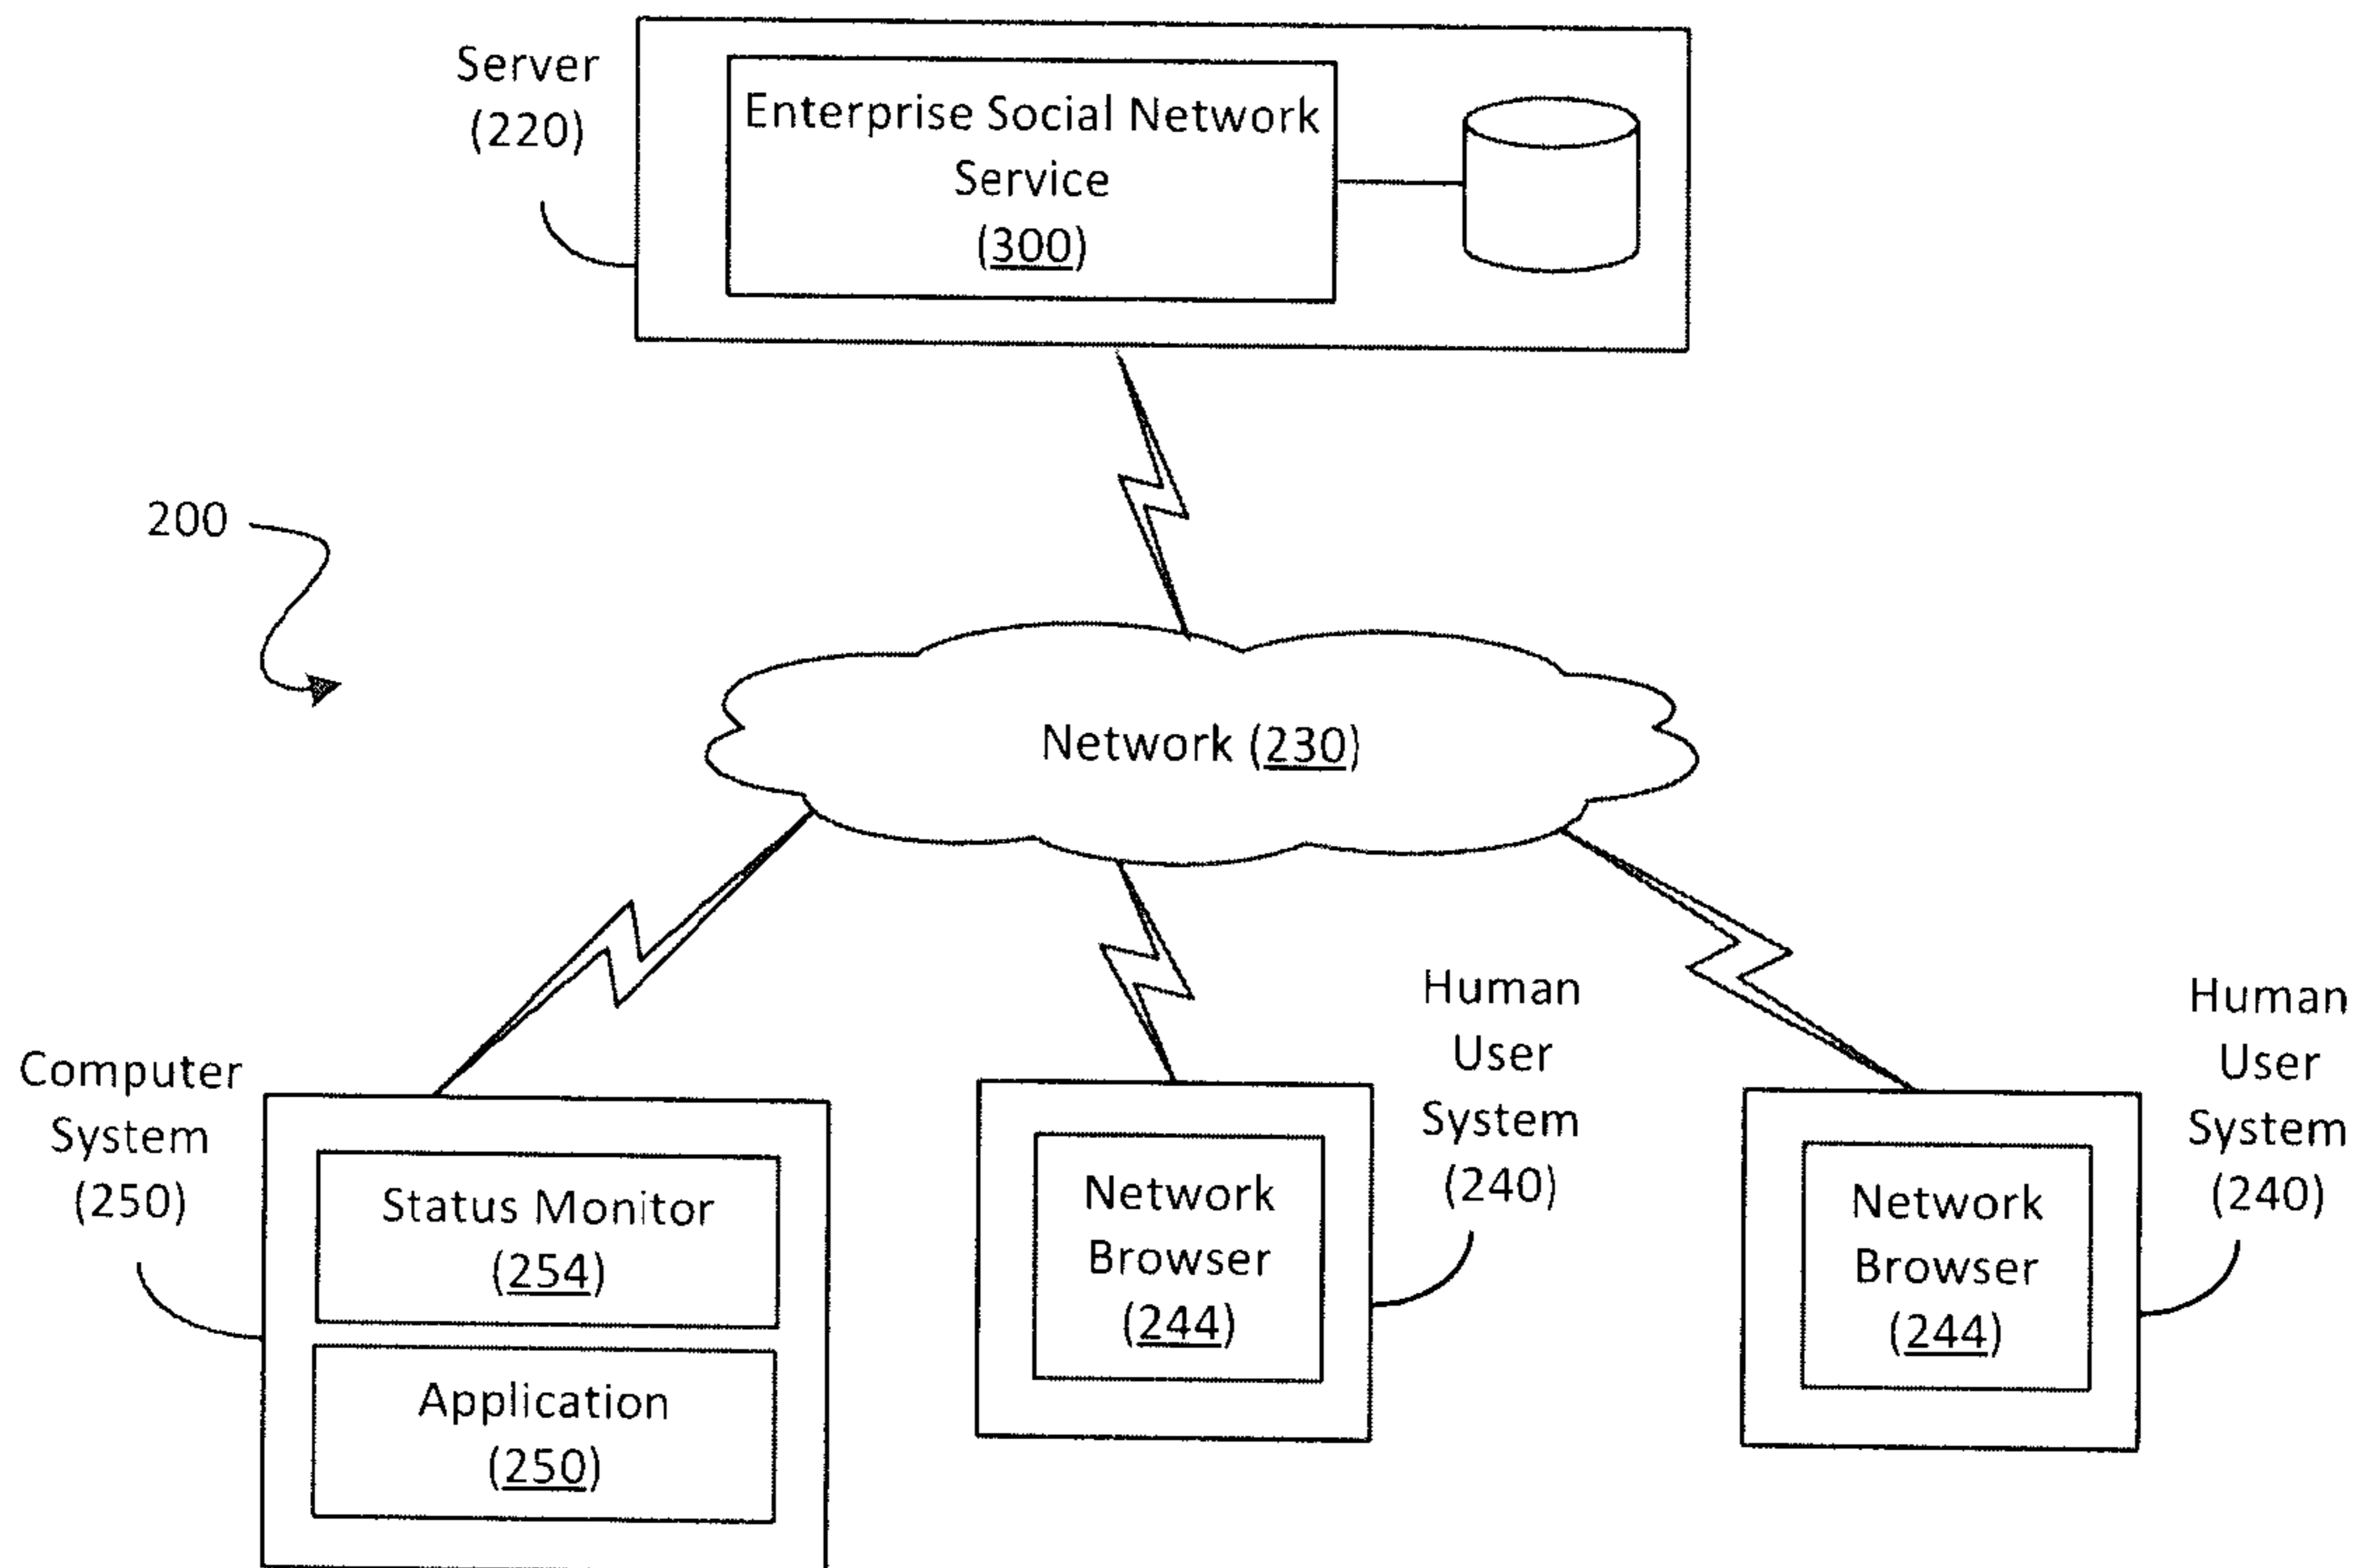 Server
(220)
Enterprise Social Network
Service
(300)
200
Network (230)
Computer
System
(250)
Status Monitor
(254)
Application
(250)
Network
Browser
(244)
Human
User
System
(240)
Network
Browser
(244)
Human
User
System
(240)